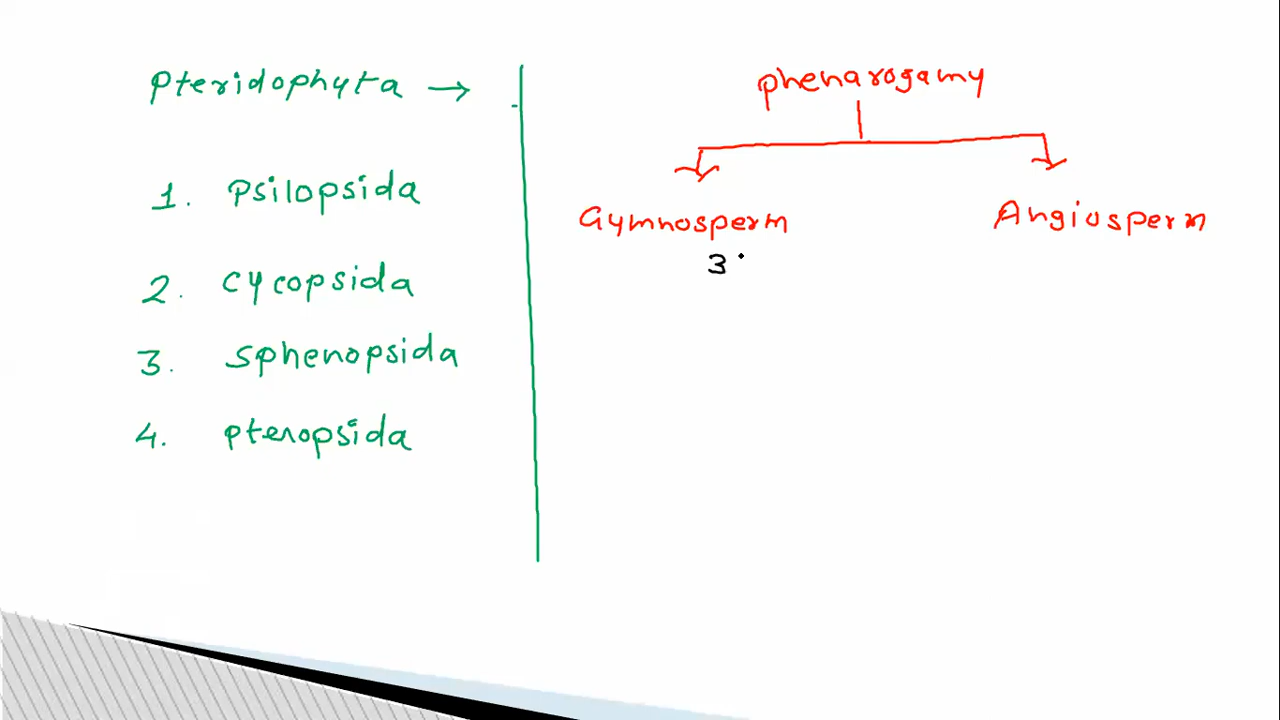 Pteridophyta →
1. Psilopsida
2. cycopsida
3. sphenopsida
4. pteropsida
phenarogamy
Gymnosperm
Angiosperm
3